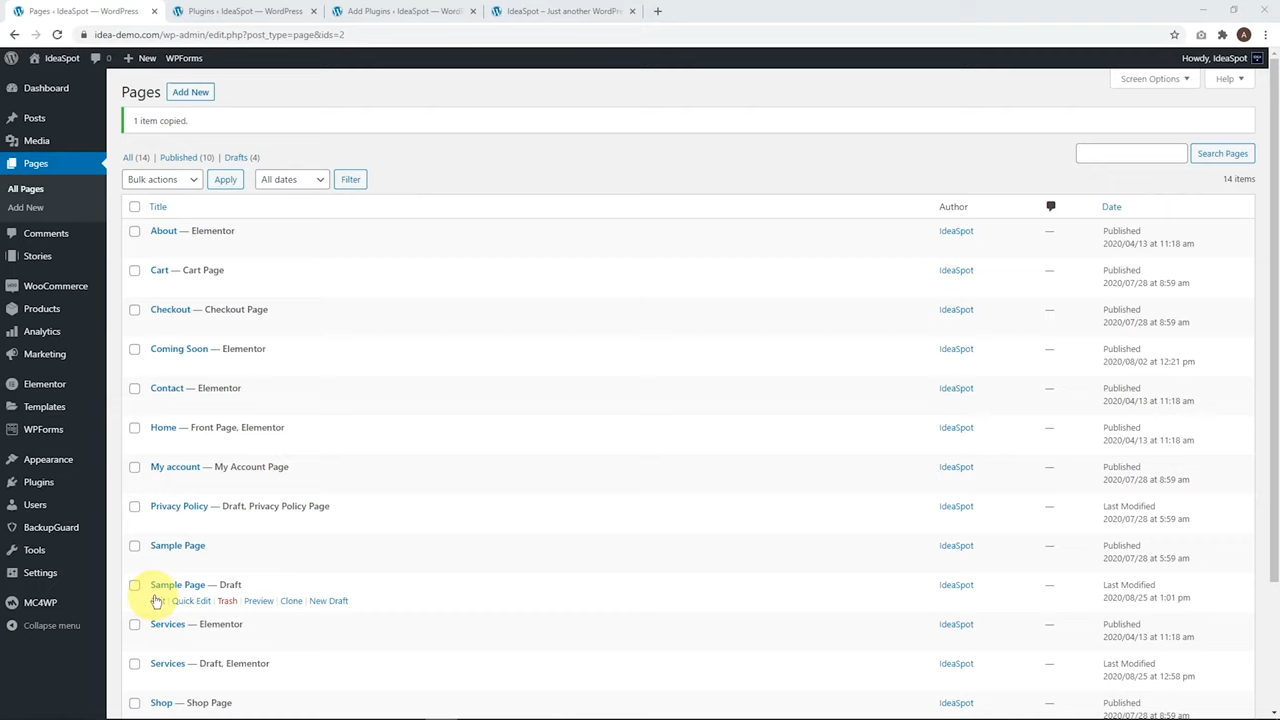 Pages ‹ IdeaSpot — WordPress
Plugins ‹ IdeaSpot — WordPress
Add Plugins ‹ IdeaSpot — WordP
IdeaSpot – Just another WordPre
idea-demo.com/wp-admin/edit.php?post_type=page&ids=2
A
IdeaSpot 0 New WPForms Howdy, IdeaSpot
Screen Options Help
Dashboard
Posts
Media
Pages
All Pages
Add New
Comments
Stories
WooCommerce
Products
Analytics
Marketing
Elementor
Templates
WPForms
Appearance
Plugins
Users
BackupGuard
Tools
Settings
MC4WP
Collapse menu
Pages Add New
1 item copied.
All (14) | Published (10) | Drafts (4)
Search Pages
Bulk actions Apply All dates Filter
14 items
Title Author Date
About — Elementor IdeaSpot — Published
2020/04/13 at 11:18 am
Cart — Cart Page IdeaSpot — Published
2020/07/28 at 8:59 am
Checkout — Checkout Page IdeaSpot — Published
2020/07/28 at 8:59 am
Coming Soon — Elementor IdeaSpot — Published
2020/08/02 at 12:21 pm
Contact — Elementor IdeaSpot — Published
2020/04/13 at 11:18 am
Home — Front Page, Elementor IdeaSpot — Published
2020/04/13 at 11:18 am
My account — My Account Page IdeaSpot — Published
2020/07/28 at 8:59 am
Privacy Policy — Draft, Privacy Policy Page IdeaSpot — Last Modified
2020/07/28 at 5:59 am
Sample Page IdeaSpot — Published
2020/07/28 at 5:59 am
Sample Page — Draft IdeaSpot — Last Modified
2020/08/25 at 1:01 pm
Quick Edit | Trash | Preview | Clone | New Draft
Services — Elementor IdeaSpot — Published
2020/04/13 at 11:18 am
Services — Draft, Elementor IdeaSpot — Last Modified
2020/08/25 at 12:58 pm
Shop — Shop Page IdeaSpot — Published
2020/07/28 at 8:59 am